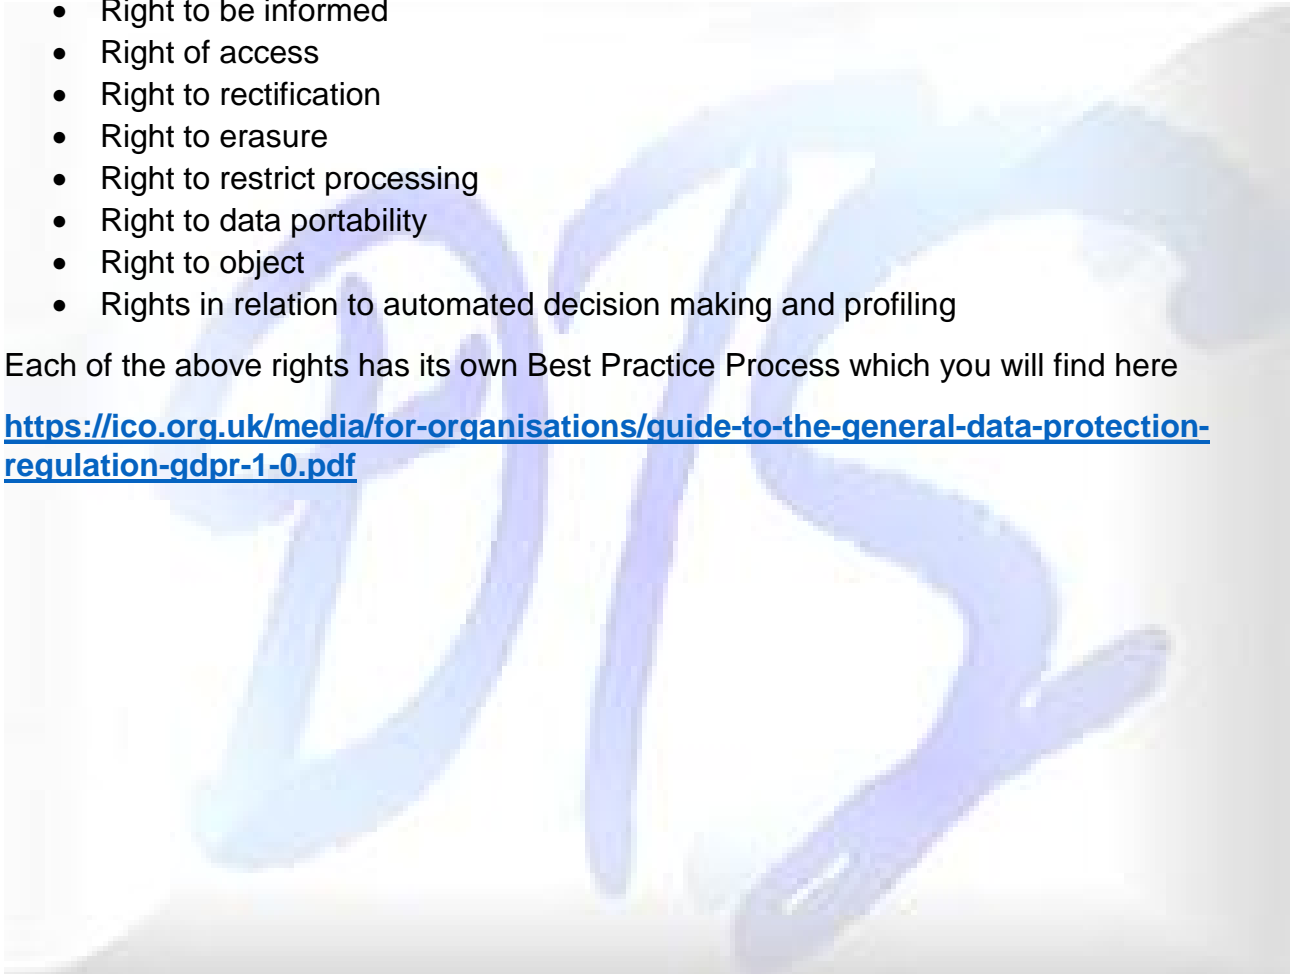 • Right to be informed
• Right of access
• Right to rectification
• Right to erasure
• Right to restrict processing
• Right to data portability
• Right to object
• Rights in relation to automated decision making and profiling
Each of the above rights has its own Best Practice Process which you will find here
https://ico.org.uk/media/for-organisations/guide-to-the-general-data-protection-
regulation-gdpr-1-0.pdf
DTS